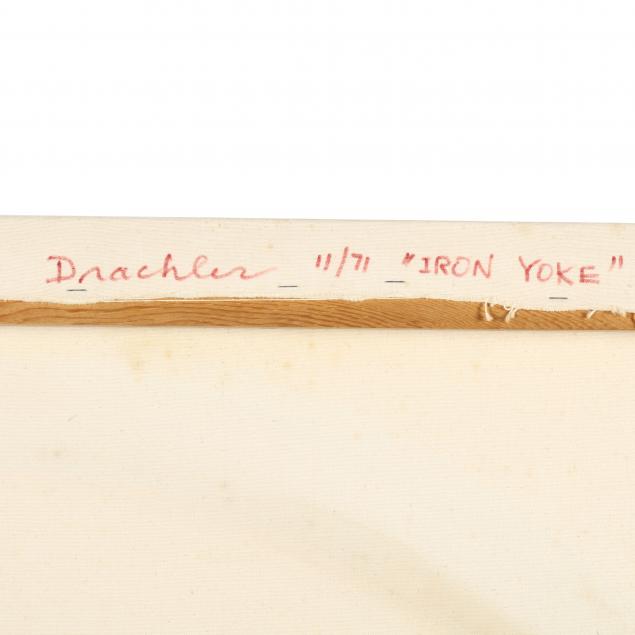 Drachler 11/71 "IRON YOKE"